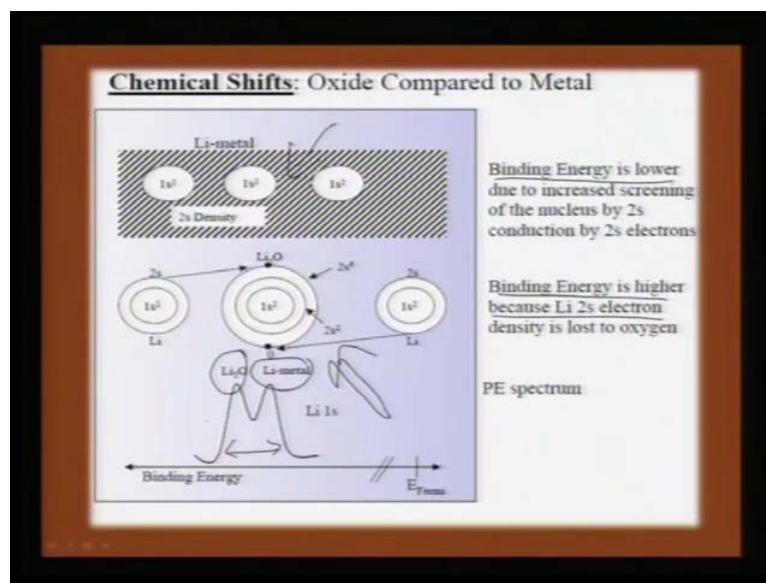 Chemical Shifts: Oxide Compared to Metal
Li-metal
1s² 1s² 1s²
2s Density
Binding Energy is lower
due to increased screening
of the nucleus by 2s
conduction by 2s electrons
Li₂O
2s 2s⁶ 2s
1s² 1s² 1s²
2s²
Li Li
O
Binding Energy is higher
because Li 2s electron
density is lost to oxygen
Li₂O Li-metal
Li 1s
PE spectrum
Binding Energy
E Fermi